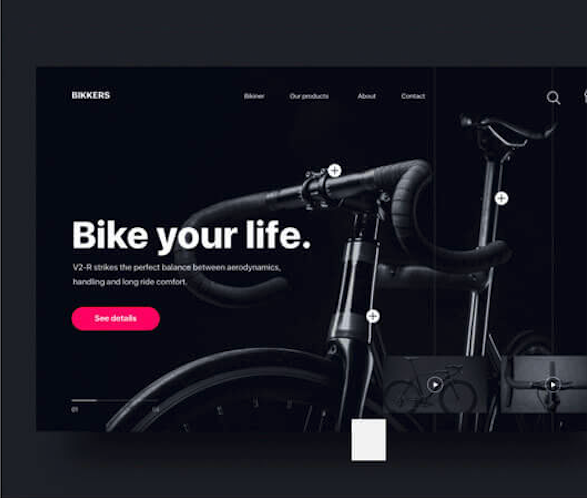 BIKKERS
Bikiner
Our products
About
Contact
Bike your life.
V2-R strikes the perfect balance between aerodynamics,
handling and long ride comfort.
See details
01